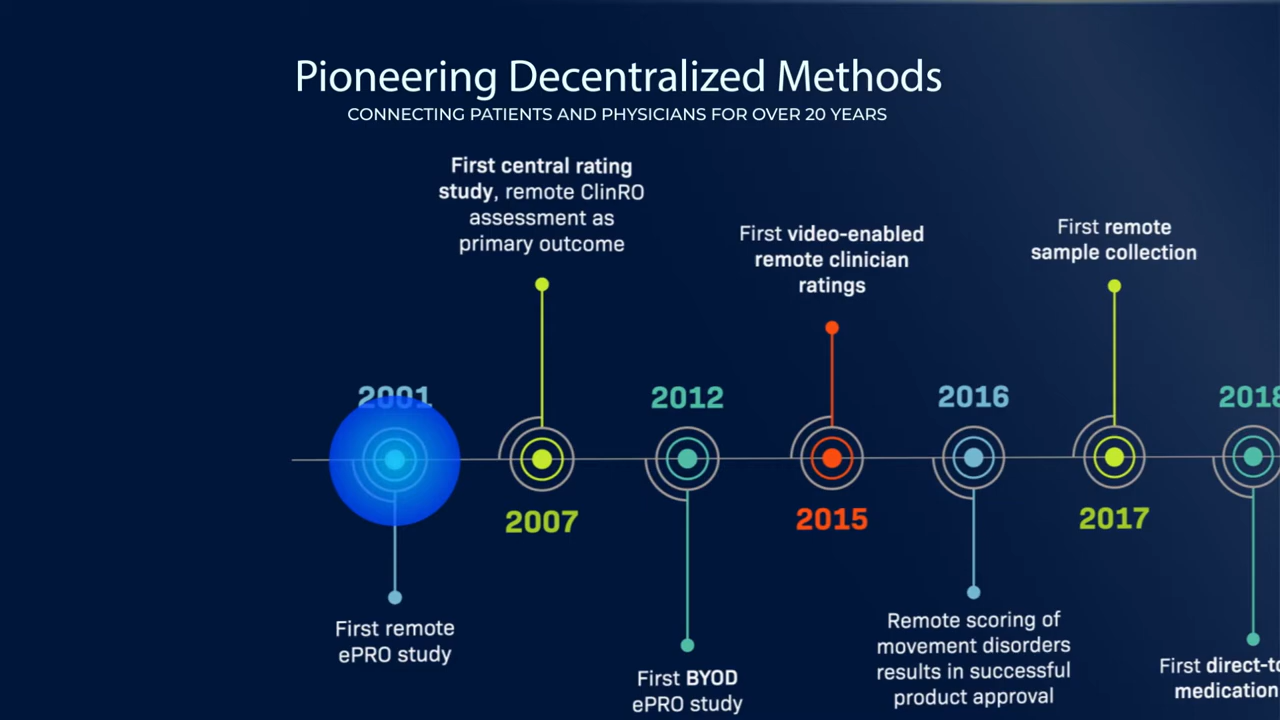 Pioneering Decentralized Methods
CONNECTING PATIENTS AND PHYSICIANS FOR OVER 20 YEARS
First central rating
study, remote ClinRO
assessment as
primary outcome
First video-enabled
remote clinician
ratings
First remote
sample collection
2001
2012
2016
2018
2007
2015
2017
First remote
ePRO study
First BYOD
ePRO study
Remote scoring of
movement disorders
results in successful
product approval
First
medication